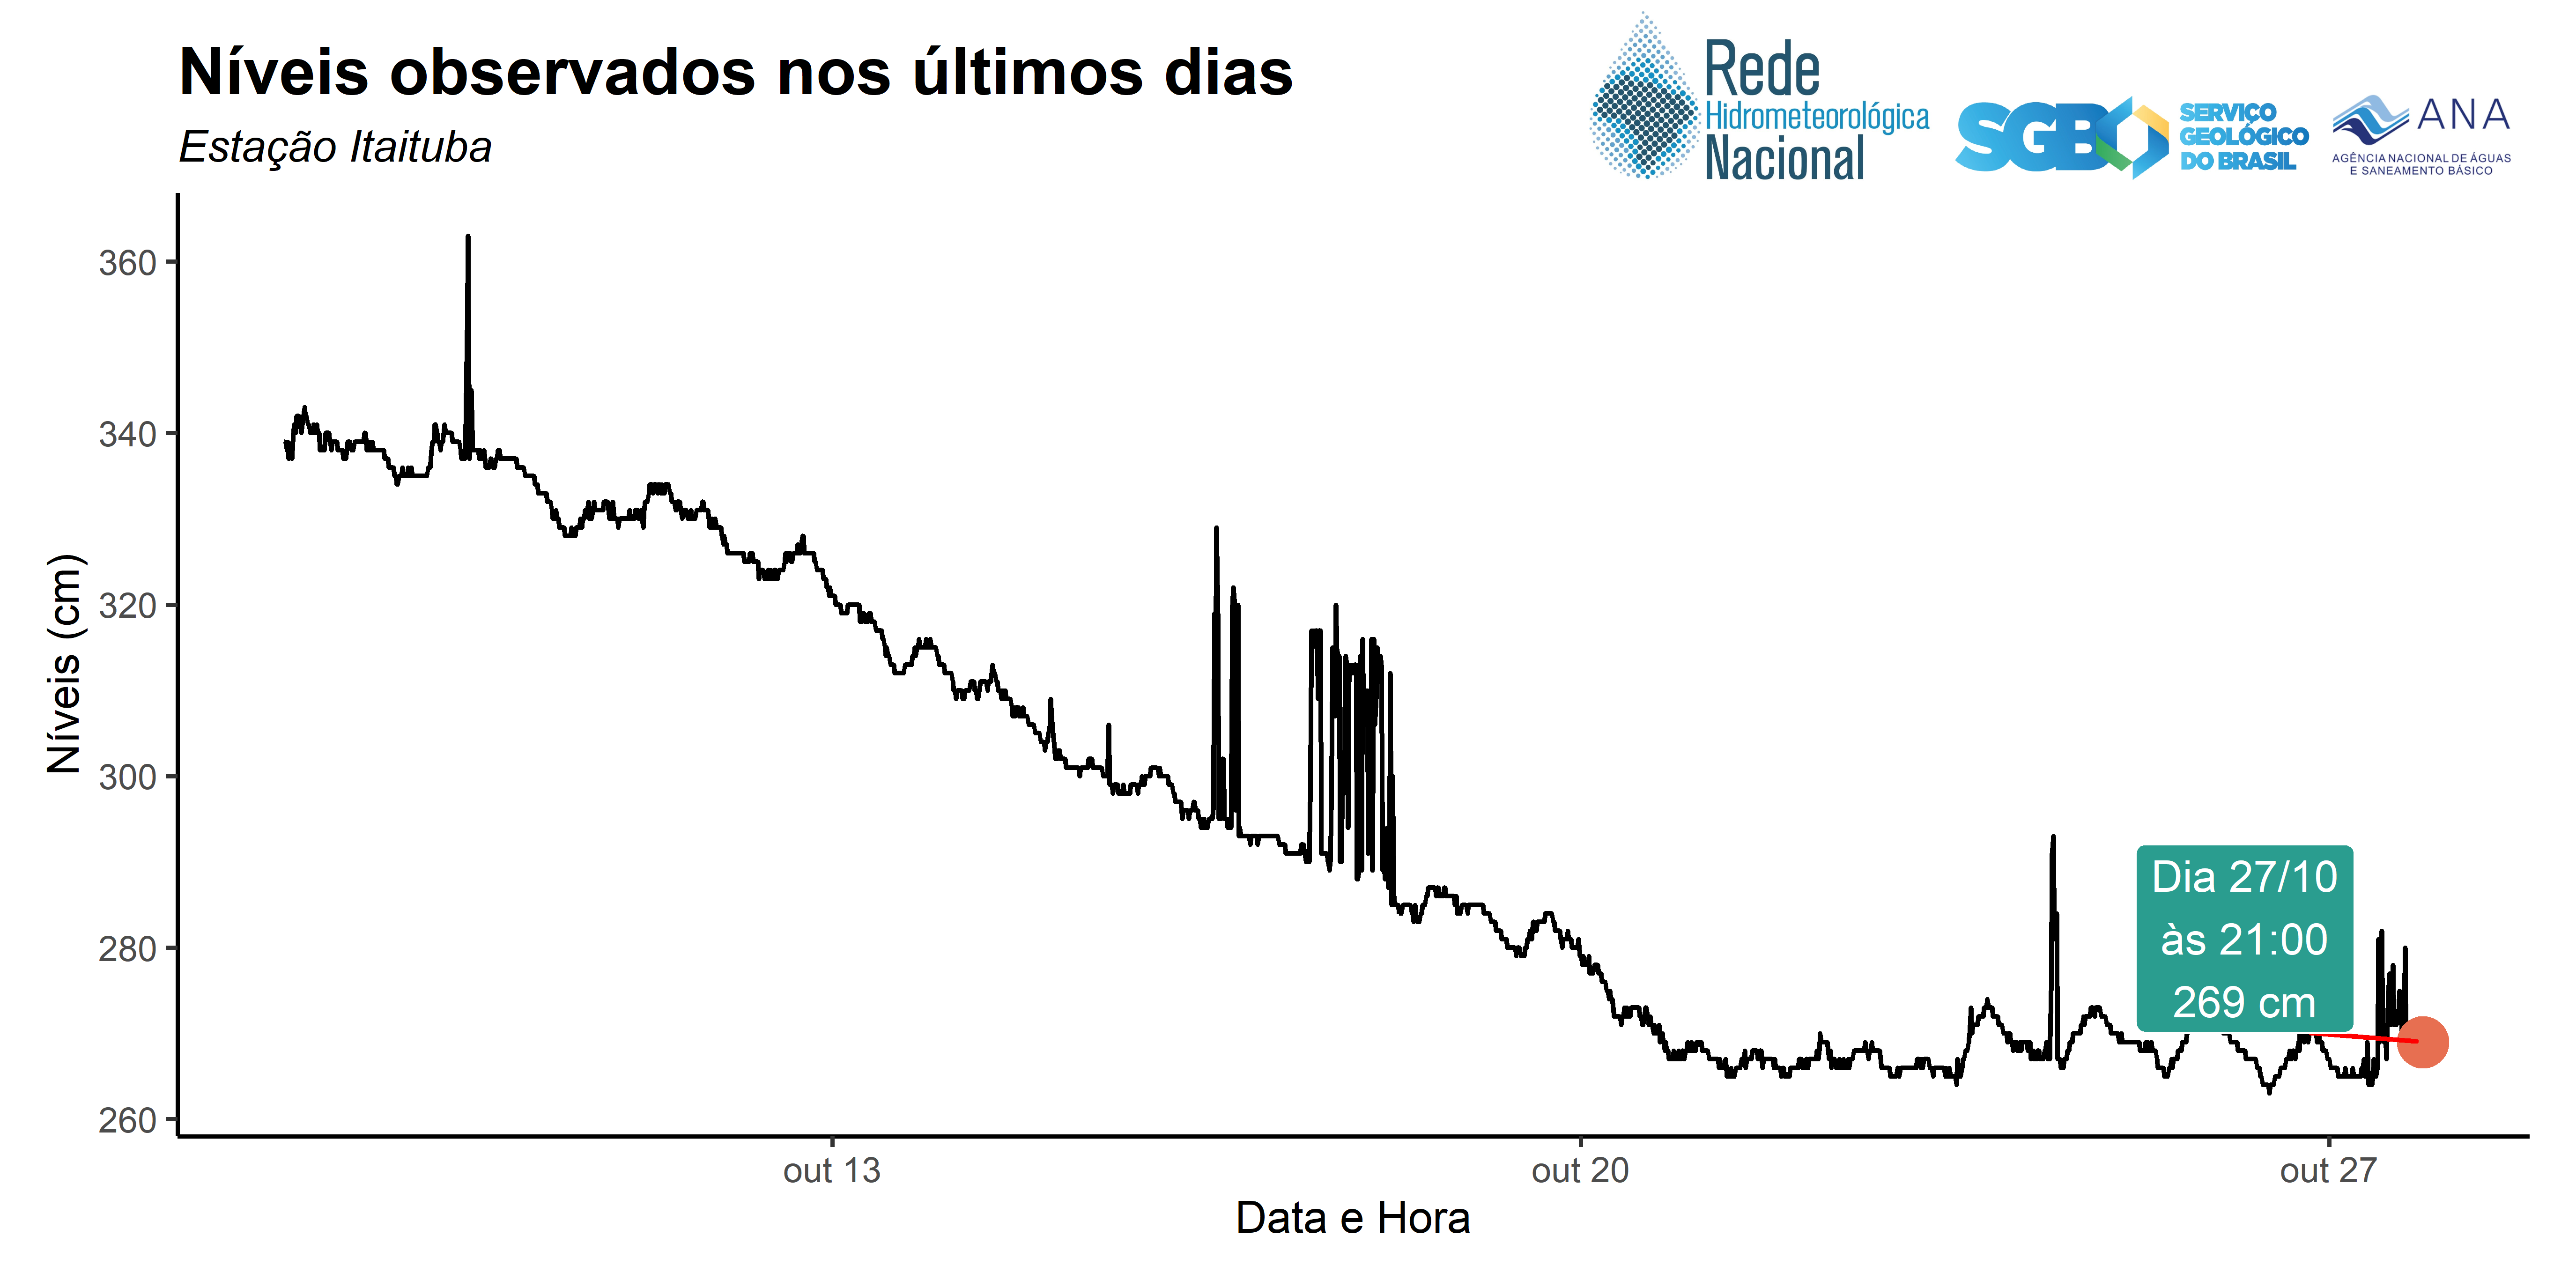 Níveis observados nos últimos dias
Estação Itaituba
Rede
Hidrometeorológica
Nacional
SGB
SERVIÇO
GEOLÓGICO
DO BRASIL
ANA
AGÊNCIA NACIONAL DE ÁGUAS
E SANEAMENTO BÁSICO
Níveis (cm)
360
340
320
300
280
260
Dia 27/10
às 21:00
269 cm
out 13
out 20
out 27
Data e Hora